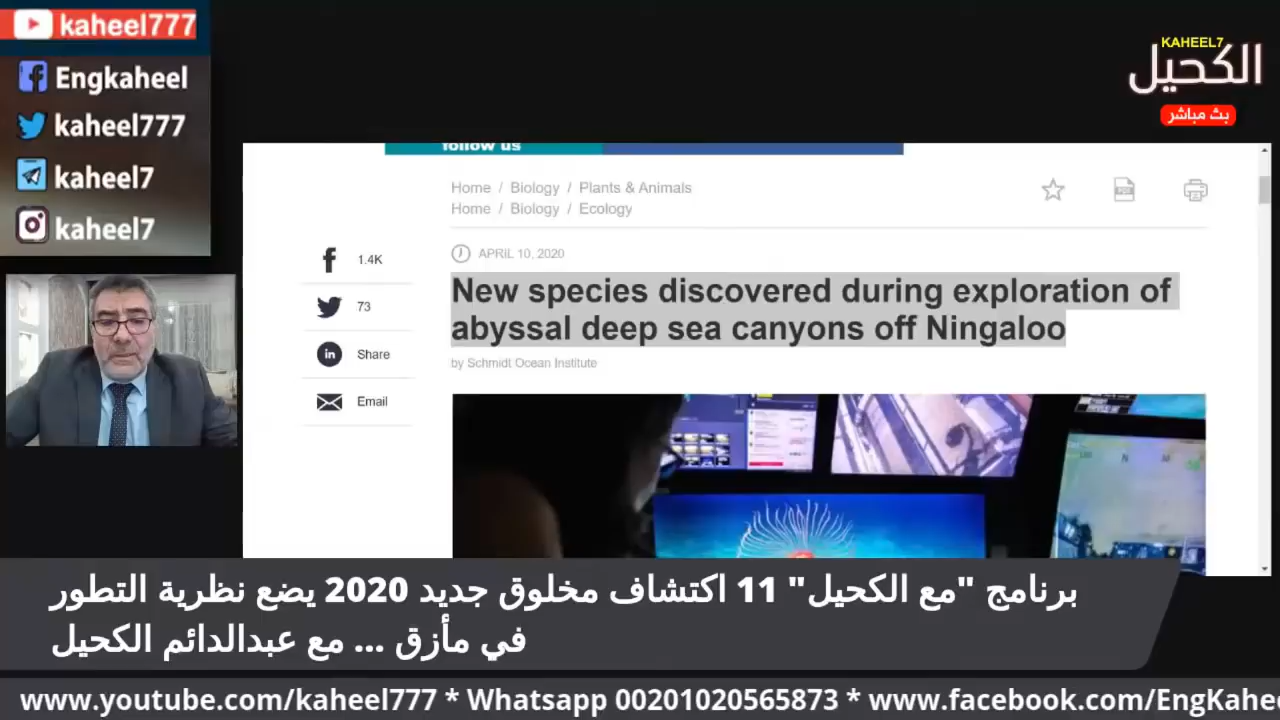 kaheel777
Engkaheel
kaheel777
kaheel7
kaheel7
KAHEEL7
الكحيل
بث مباشر
follow us
Home / Biology / Plants & Animals
Home / Biology / Ecology
PDF
1.4K
73
in Share
Email
APRIL 10, 2020
New species discovered during exploration of
abyssal deep sea canyons off Ningaloo
by Schmidt Ocean Institute
برنامج "مع الكحيل" 11 اكتشاف مخلوق جديد 2020 يضع نظرية التطور
في مأزق ... مع عبدالدائم الكحيل
www.youtube.com/kaheel777 * Whatsapp 00201020565873 * www.facebook.com/EngKahee